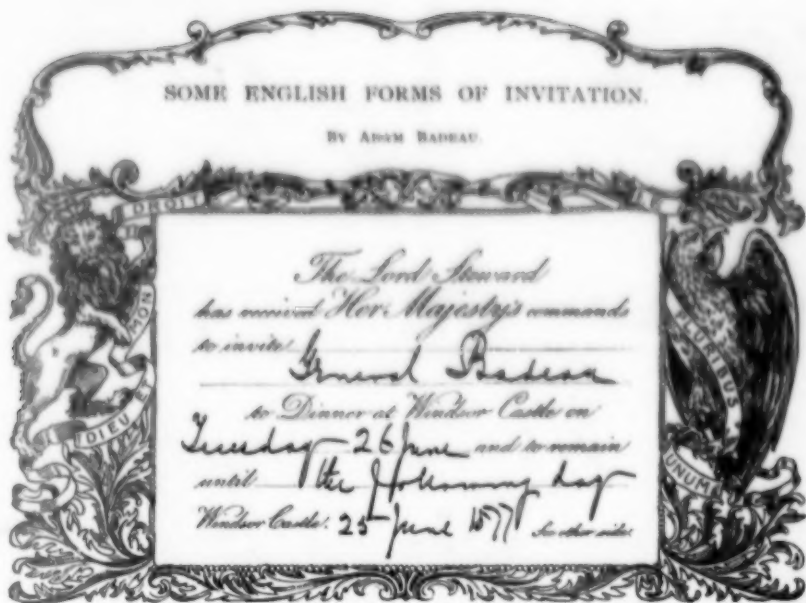 SOME ENGLISH FORMS OF INVITATION.
BY ADAM BADEAU.
DROIT
MON
DIEU ET
E
PLURIBUS
UNUM
The Lord Steward
has received Her Majesty's commands
to invite
General Badeau
to Dinner at Windsor Castle on
Tuesday 26 June and to remain
until the following day
Windsor Castle. 25 June 1877 See other side